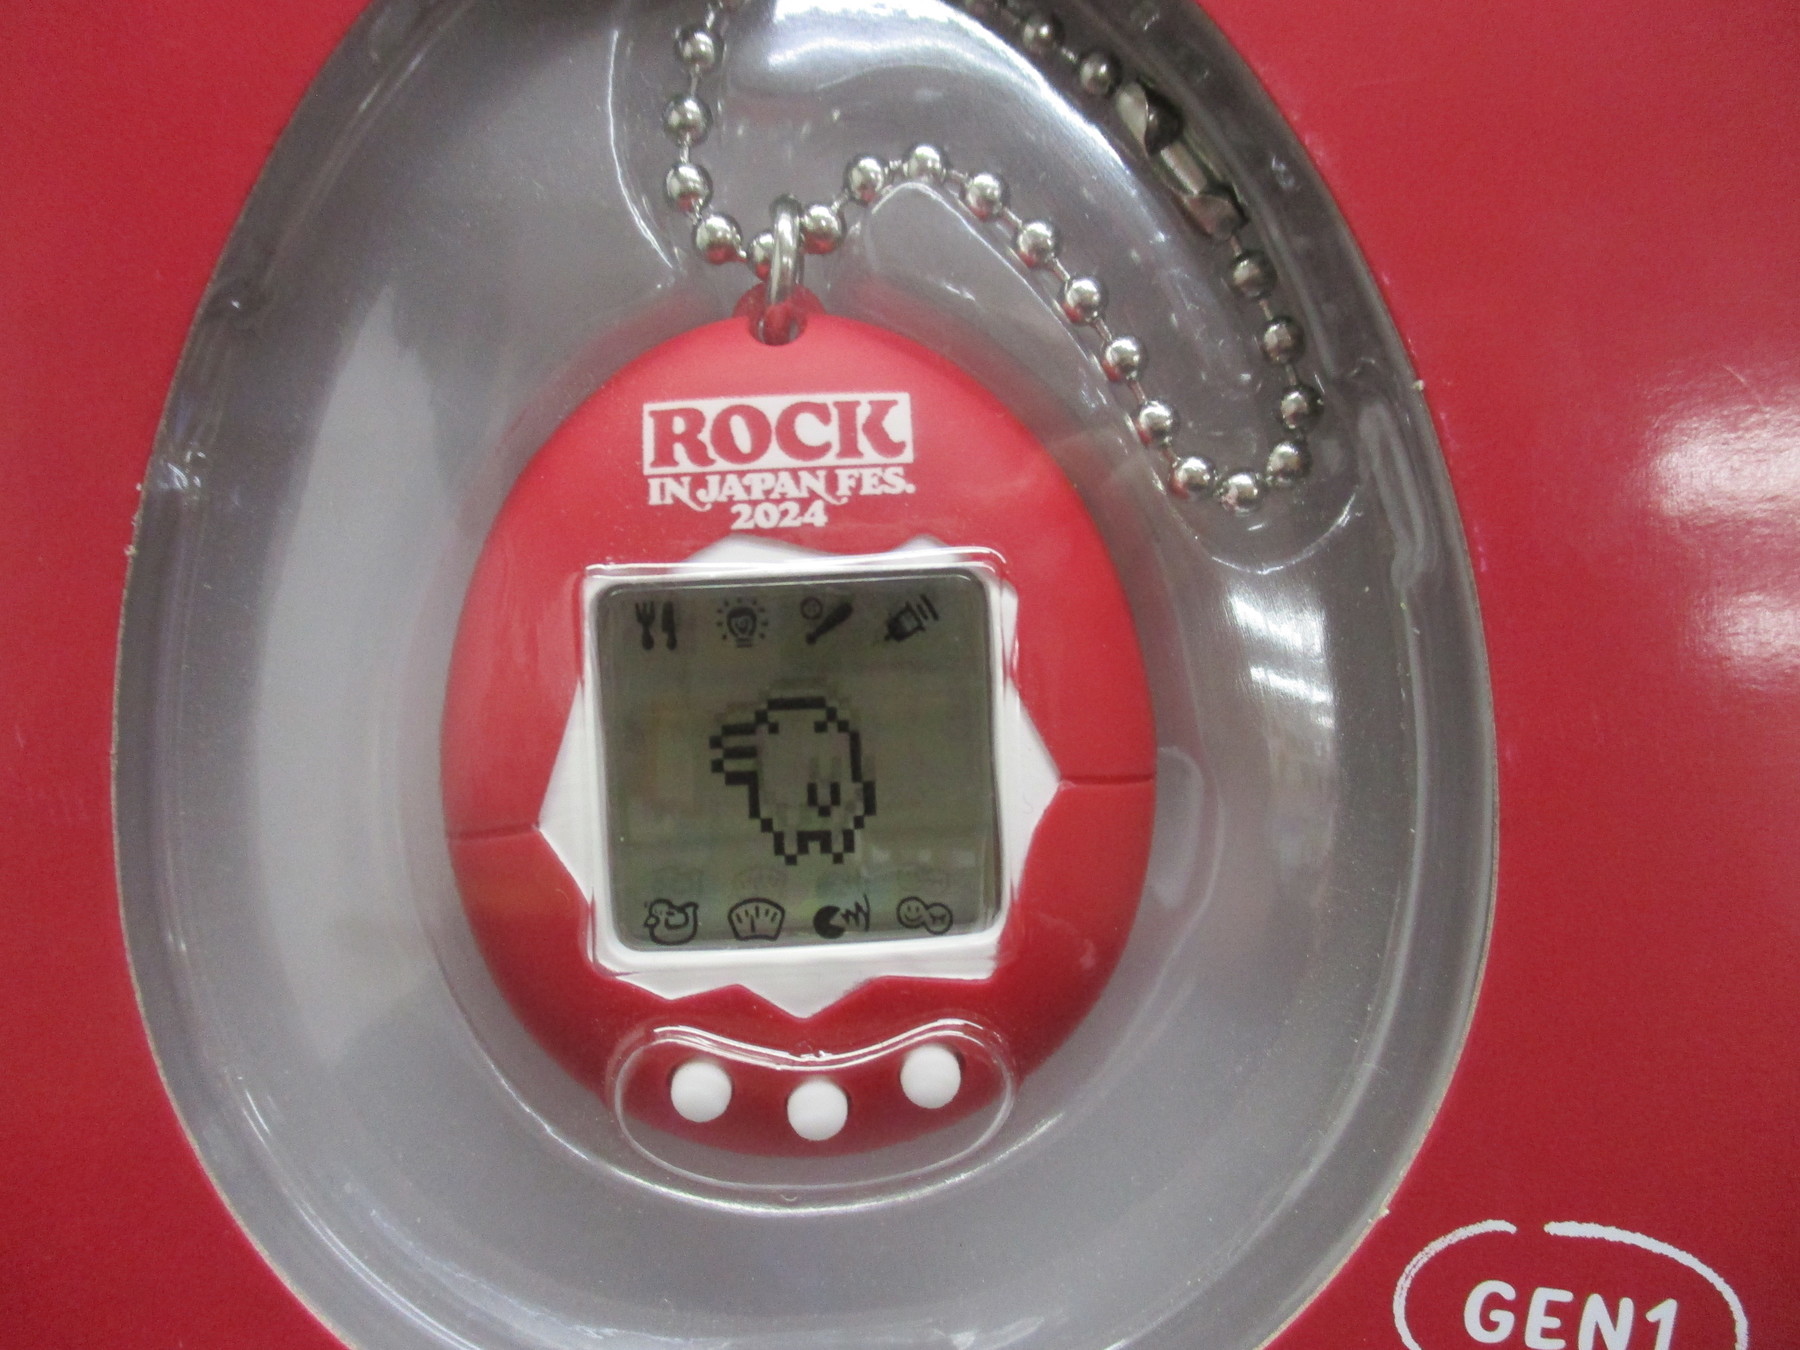 ROCK
IN JAPAN FES.
2024
GEN1